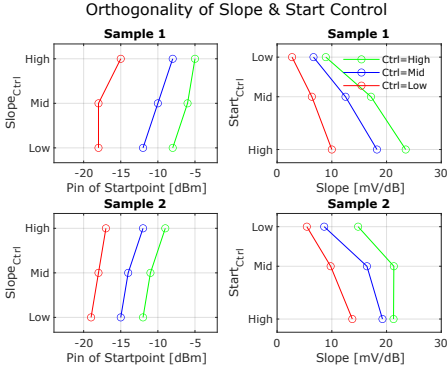 Orthogonality of Slope & Start Control
Sample 1
High
Mid
Low
Slope_Ctrl
-20 -15 -10 -5
Pin of Startpoint [dBm]
Sample 1
Low
Mid
High
Start_Ctrl
Ctrl=High
Ctrl=Mid
Ctrl=Low
0 10 20 30
Slope [mV/dB]
Sample 2
High
Mid
Low
Slope_Ctrl
-20 -15 -10 -5
Pin of Startpoint [dBm]
Sample 2
Low
Mid
High
Start_Ctrl
0 10 20 30
Slope [mV/dB]